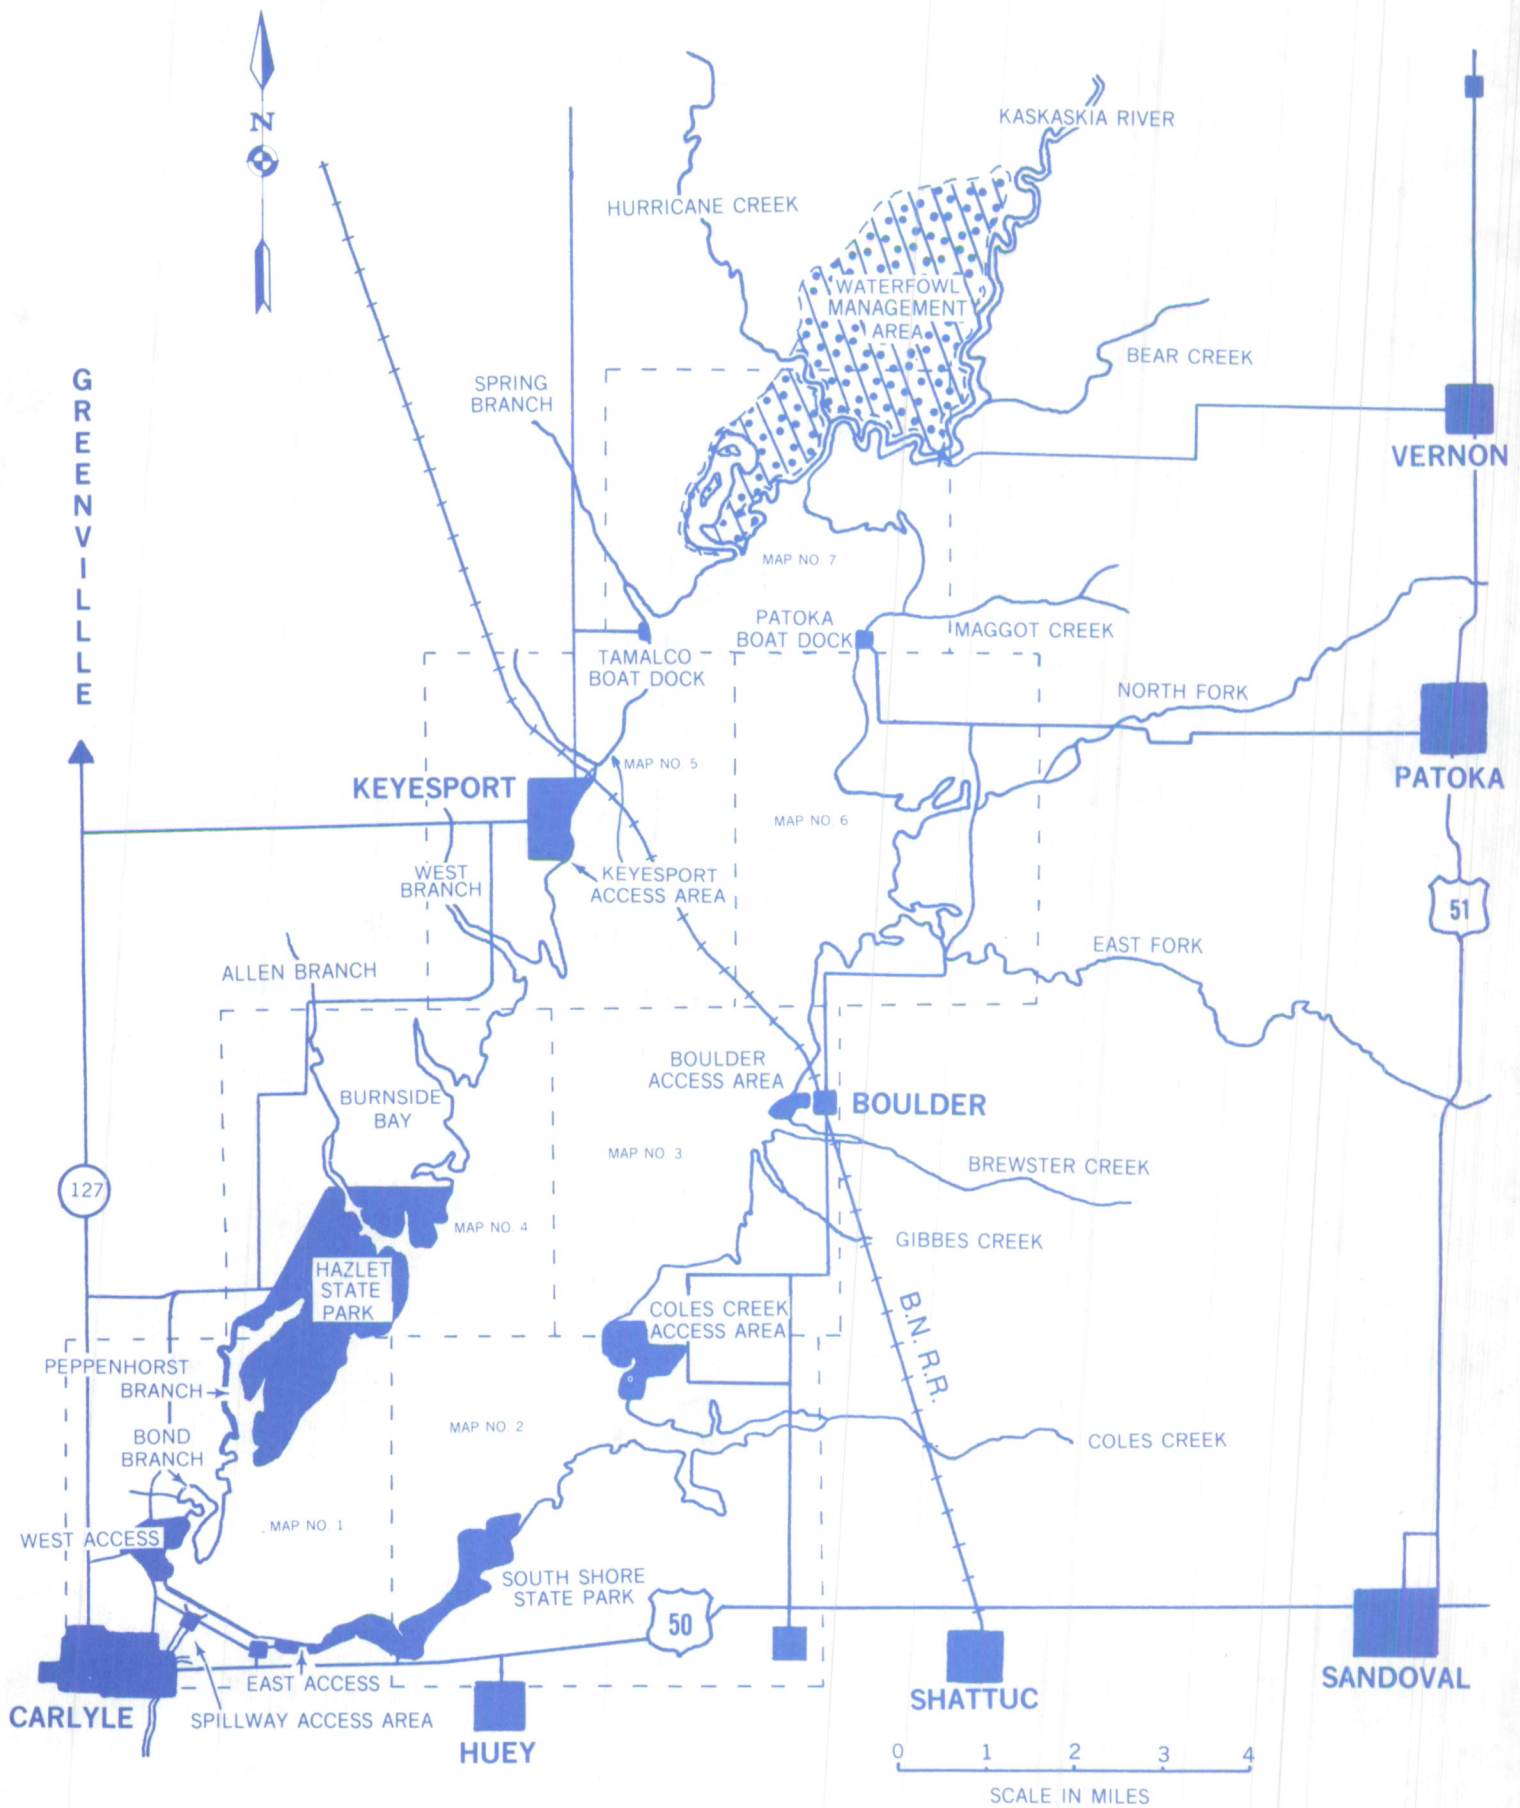 N
KASKASKIA RIVER
HURRICANE CREEK
WATERFOWL
MANAGEMENT
AREA
BEAR CREEK
GREENVILLE
SPRING
BRANCH
VERNON
MAP NO. 7
PATOKA
BOAT DOCK
MAGGOT CREEK
TAMALCO
BOAT DOCK
NORTH FORK
MAP NO. 5
PATOKA
KEYESPORT
MAP NO. 6
WEST
BRANCH
KEYESPORT
ACCESS AREA
51
EAST FORK
ALLEN BRANCH
BOULDER
ACCESS AREA
BURNSIDE
BAY
BOULDER
MAP NO. 3
BREWSTER CREEK
127
MAP NO. 4
GIBBES CREEK
HAZLET
STATE
PARK
COLES CREEK
ACCESS AREA
B.N.R.R.
PEPPENHORST
BRANCH
MAP NO. 2
BOND
BRANCH
COLES CREEK
MAP NO. 1
WEST ACCESS
SOUTH SHORE
STATE PARK
50
EAST ACCESS
SANDOVAL
SHATTUC
CARLYLE
SPILLWAY ACCESS AREA
HUEY
0 1 2 3 4
SCALE IN MILES